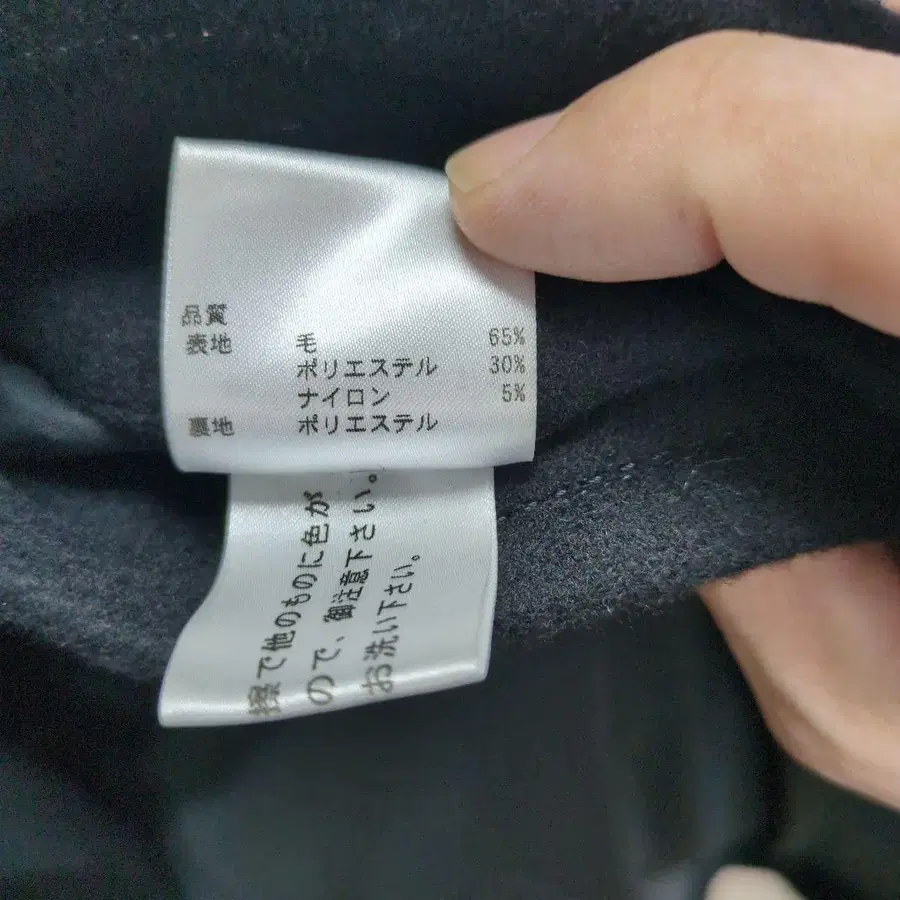 品質
表地 毛 65%
ポリエステル 30%
ナイロン 5%
裏地 ポリエステル
擦で他のものに色が
ので、御注意下さい。
お洗い下さい。